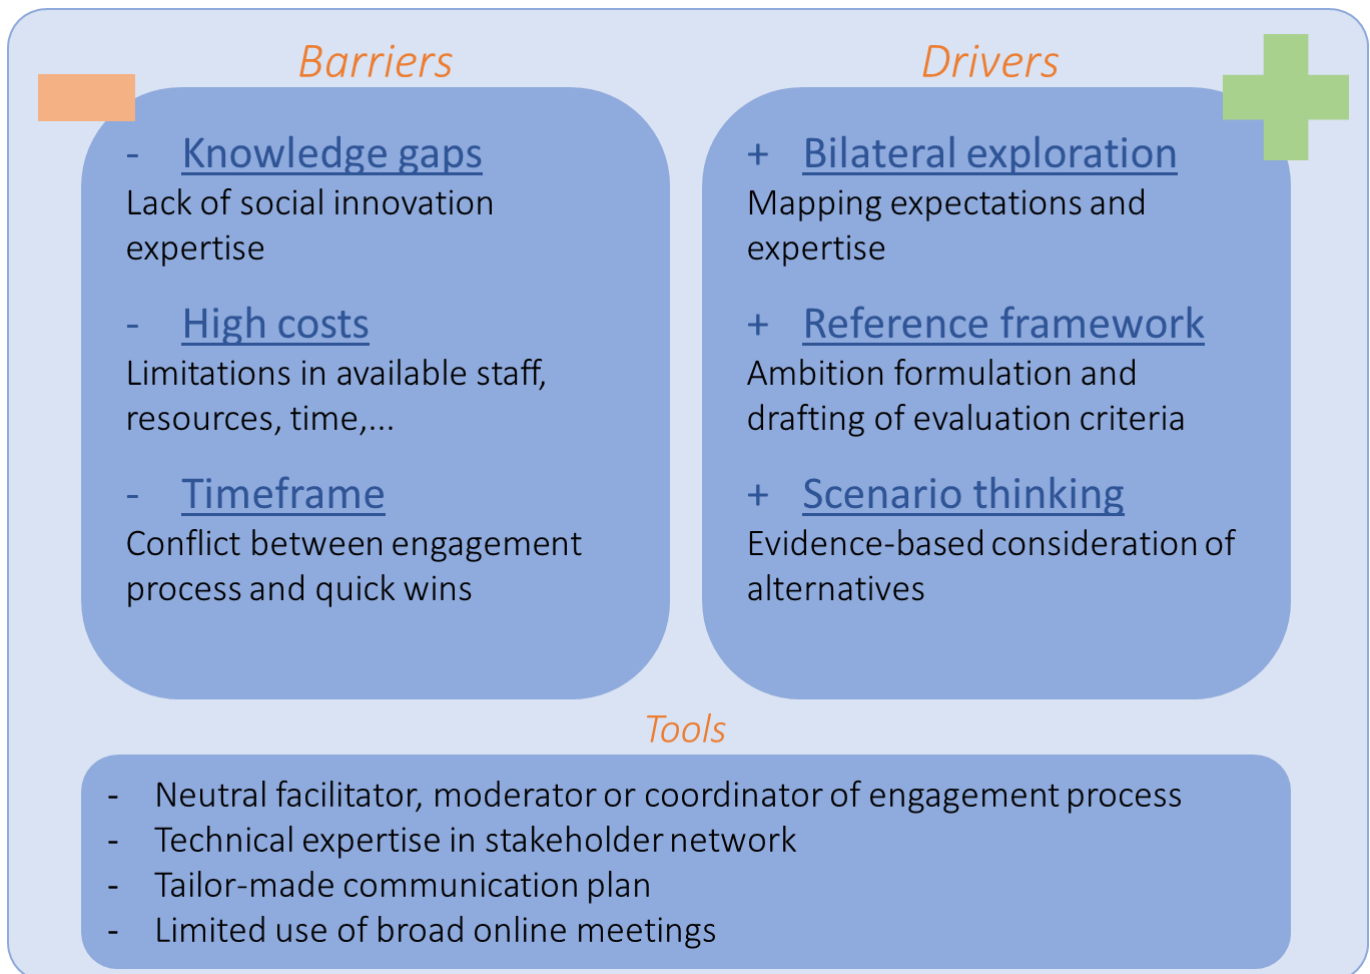 Barriers
- Knowledge gaps
Lack of social innovation
expertise
- High costs
Limitations in available staff,
resources, time,...
- Timeframe
Conflict between engagement
process and quick wins
Drivers
+ Bilateral exploration
Mapping expectations and
expertise
+ Reference framework
Ambition formulation and
drafting of evaluation criteria
+ Scenario thinking
Evidence-based consideration of
alternatives
Tools
- Neutral facilitator, moderator or coordinator of engagement process
- Technical expertise in stakeholder network
- Tailor-made communication plan
- Limited use of broad online meetings